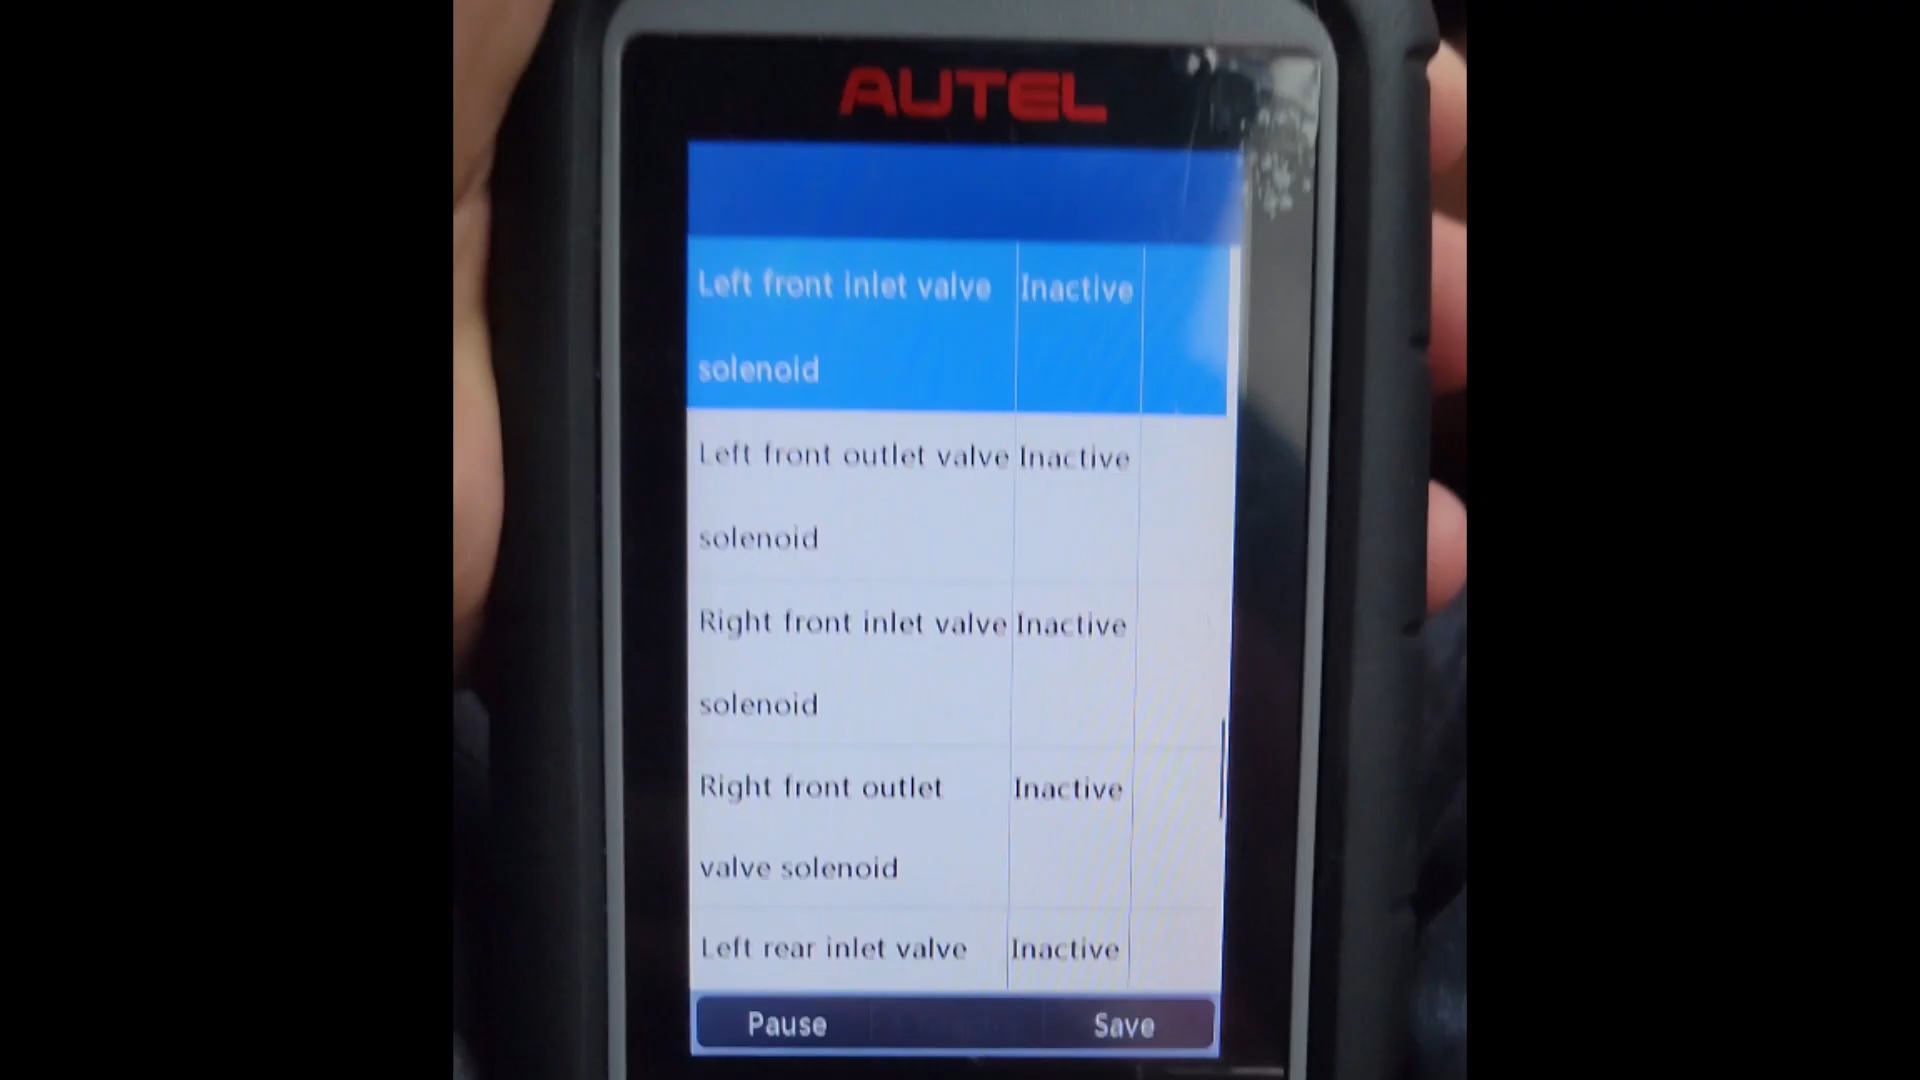 AUTEL
Left front inlet valve Inactive
solenoid
Left front outlet valve Inactive
solenoid
Right front inlet valve Inactive
solenoid
Right front outlet Inactive
valve solenoid
Left rear inlet valve Inactive
Pause Save